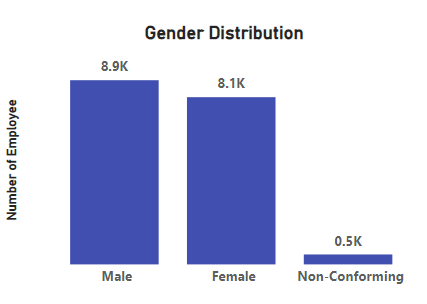 Gender Distribution
Number of Employee
8.9K
8.1K
0.5K
Male
Female
Non-Conforming